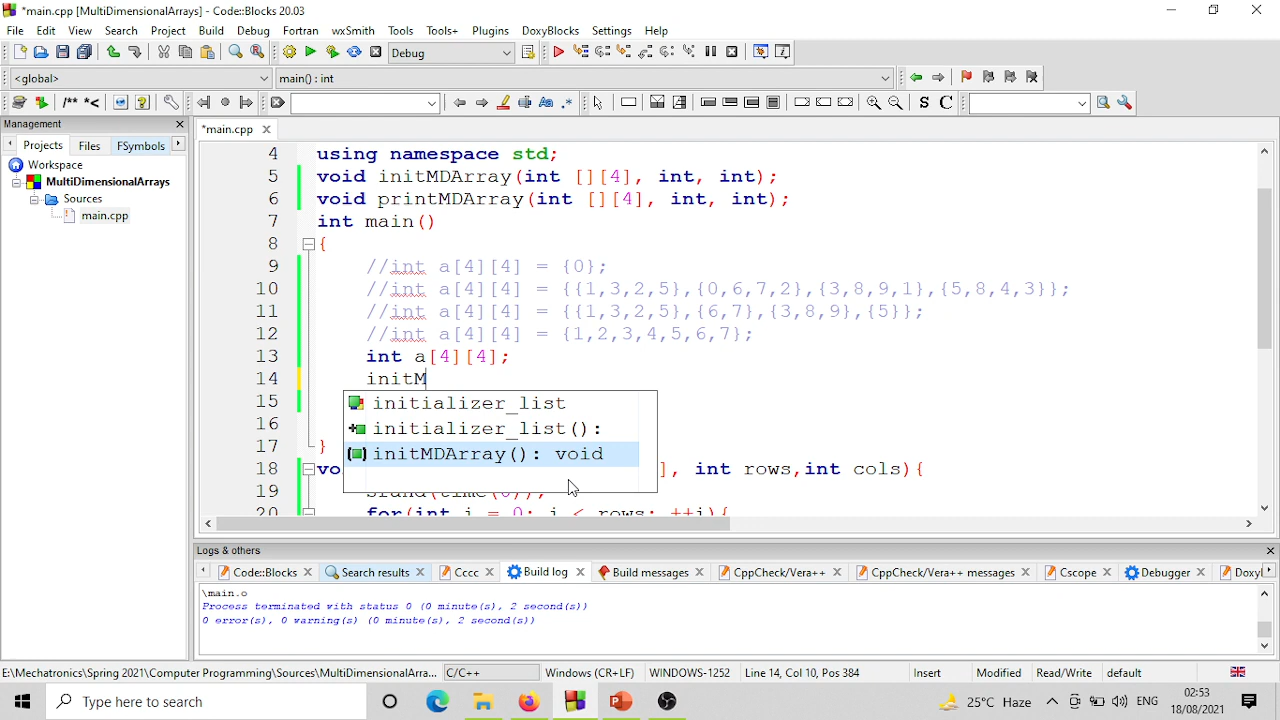 *main.cpp [MultiDimensionalArrays] - Code::Blocks 20.03
File Edit View Search Project Build Debug Fortran wxSmith Tools Tools+ Plugins DoxyBlocks Settings Help
Debug
<global> main() : int
/** *<
S C
Management
Projects Files FSymbols
Workspace
MultiDimensionalArrays
Sources
main.cpp
*main.cpp
4 using namespace std;
5 void initMDArray(int [][4], int, int);
6 void printMDArray(int [][4], int, int);
7 int main()
8 {
9 //int a[4][4] = {0};
10 //int a[4][4] = {{1,3,2,5},{0,6,7,2},{3,8,9,1},{5,8,4,3}};
11 //int a[4][4] = {{1,3,2,5},{6,7},{3,8,9},{5}};
12 //int a[4][4] = {1,2,3,4,5,6,7};
13 int a[4][4];
14 initM
initializer_list
15
initializer_list():
16
17 }
initMDArray(): void
18 vo ], int rows,int cols){
19 srand(time(0));
20 for(int i = 0; i < rows; ++i){
Logs & others
Code::Blocks Search results Cccc Build log Build messages CppCheck/Vera++ CppCheck/Vera++ messages Cscope Debugger Doxy
\main.o
Process terminated with status 0 (0 minute(s), 2 second(s))
0 error(s), 0 warning(s) (0 minute(s), 2 second(s))
E:\Mechatronics\Spring 2021\Computer Programming\Sources\MultiDimensionalArra... C/C++ Windows (CR+LF) WINDOWS-1252 Line 14, Col 10, Pos 384 Insert Modified Read/Write default
Type here to search
25°C Haze
ENG
02:53
18/08/2021